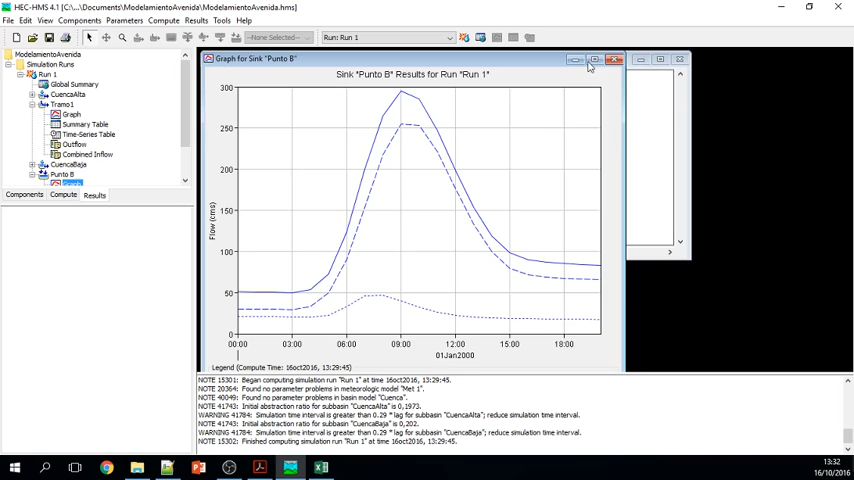 HEC-HMS 4.1 [C:\...\Documents\ModelamientoAvenida\ModelamientoAvenida.hms]
File Edit View Components Parameters Compute Results Tools Help
--None Selected-- Run: Run 1
ModelamientoAvenida
Simulation Runs
Run 1
Global Summary
CuencaAlta
Tramo1
Graph
Summary Table
Time-Series Table
Outflow
Combined Inflow
CuencaBaja
Punto B
Graph
Components Compute Results
Graph for Sink "Punto B"
Sink "Punto B" Results for Run "Run 1"
Flow (cms)
300
250
200
150
100
50
0
00:00 03:00 06:00 09:00 12:00 15:00 18:00
01Jan2000
Legend (Compute Time: 16oct2016, 13:29:45)
NOTE 15301: Began computing simulation run "Run 1" at time 16oct2016, 13:29:45.
NOTE 20364: Found no parameter problems in meteorologic model "Met 1".
NOTE 40049: Found no parameter problems in basin model "Cuenca".
NOTE 41743: Initial abstraction ratio for subbasin "CuencaAlta" is 0,1973.
WARNING 41784: Simulation time interval is greater than 0.29 * lag for subbasin "CuencaAlta"; reduce simulation time interval.
NOTE 41743: Initial abstraction ratio for subbasin "CuencaBaja" is 0,202.
WARNING 41784: Simulation time interval is greater than 0.29 * lag for subbasin "CuencaBaja"; reduce simulation time interval.
NOTE 15302: Finished computing simulation run "Run 1" at time 16oct2016, 13:29:45.
13:32
16/10/2016